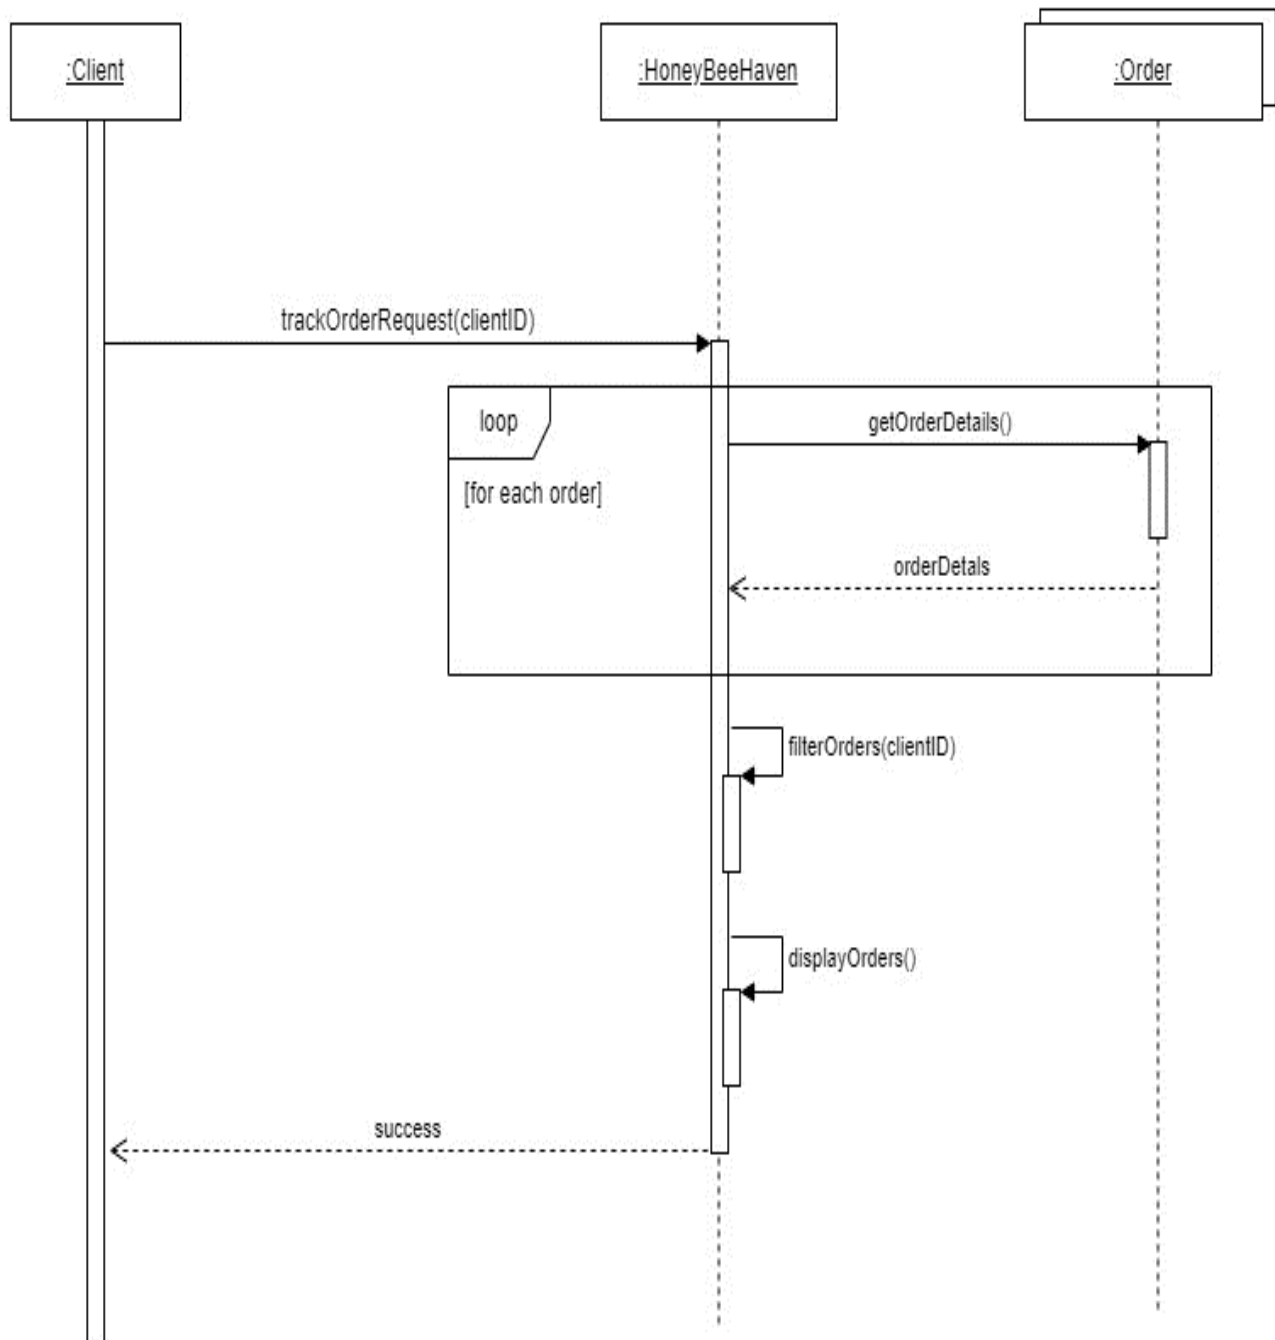 :Client
:HoneyBeeHaven
:Order
trackOrderRequest(clientID)
loop
getOrderDetails()
[for each order]
orderDetals
filterOrders(clientID)
displayOrders()
success